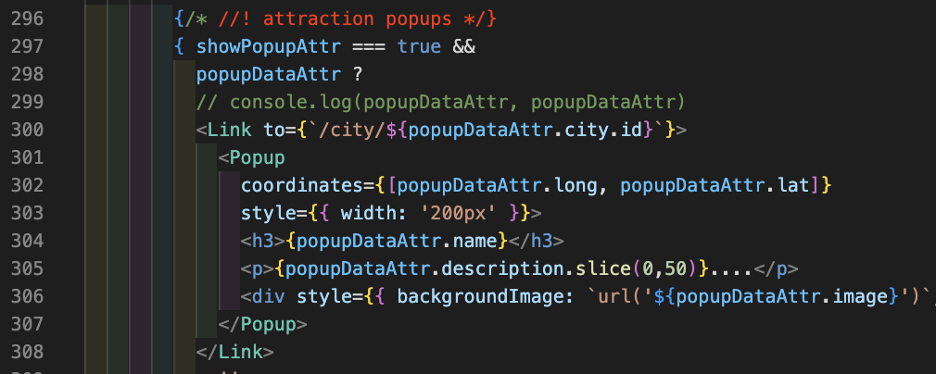 296 {/* //! attraction popups */}
297 { showPopupAttr === true &&
298 popupDataAttr ?
299 // console.log(popupDataAttr, popupDataAttr)
300 <Link to={`/city/${popupDataAttr.city.id}`}>
301 <Popup
302 coordinates={[popupDataAttr.long, popupDataAttr.lat]}
303 style={{ width: '200px' }}>
304 <h3>{popupDataAttr.name}</h3>
305 <p>{popupDataAttr.description.slice(0,50)}....</p>
306 <div style={{ backgroundImage: `url('${popupDataAttr.image}')`,
307 </Popup>
308 </Link>